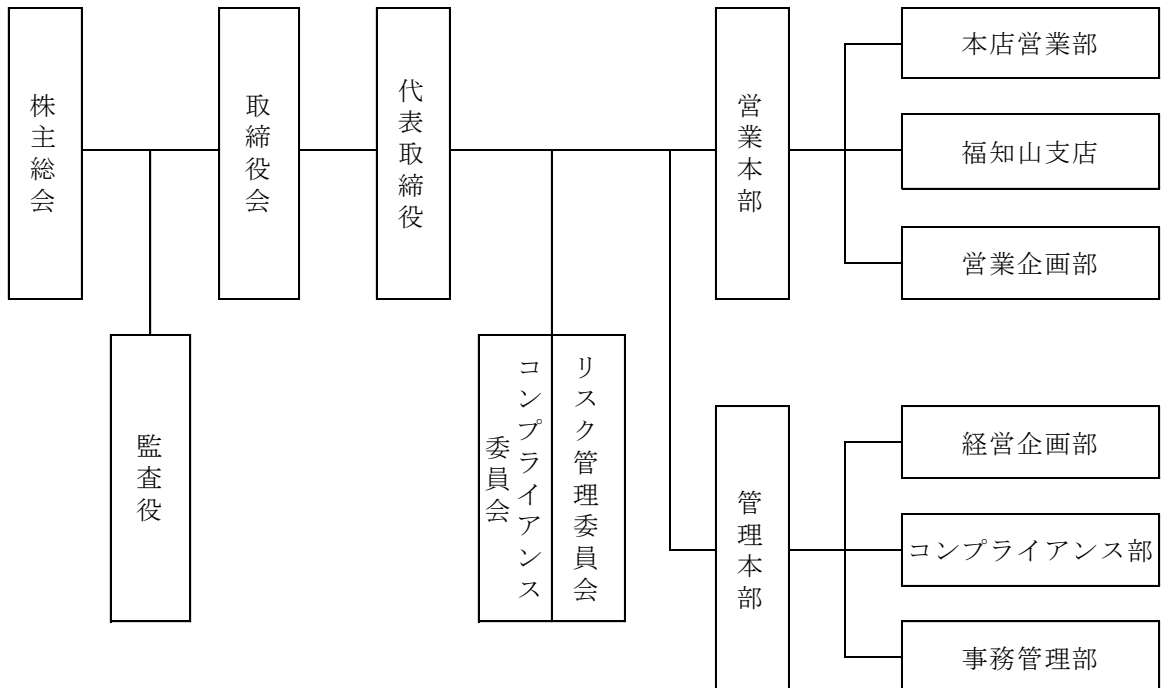 株主総会
取締役会
代表取締役
営業本部
本店営業部
福知山支店
営業企画部
監査役
コンプライアンス
委員会
リスク管理委員会
管理本部
経営企画部
コンプライアンス部
事務管理部